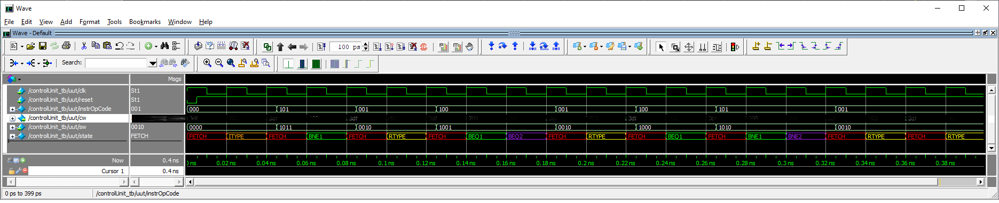 Wave
File Edit View Add Format Tools Bookmarks Window Help
Wave - Default
100 ps
Search:
Msgs
/controlUnit_tb/uut/clk St1
/controlUnit_tb/uut/reset St1
/controlUnit_tb/uut/instrOpCode 001 000 101 001 100 001 100 101 001
/controlUnit_tb/uut/cw 3df 3df 3df 3df 200 3df 3df
/controlUnit_tb/uut/sw 0010 0000 1011 0010 1001 0010 1000 1010 0010
/controlUnit_tb/uut/state FETCH FETCH ITYPE FETCH BNE1 FETCH RTYPE FETCH BEQ1 BEQ2 FETCH RTYPE FETCH BEQ1 FETCH BNE1 BNE2 FETCH RTYPE FETCH RTYPE
Now 0.4 ns ns 0.02 ns 0.04 ns 0.06 ns 0.08 ns 0.1 ns 0.12 ns 0.14 ns 0.16 ns 0.18 ns 0.2 ns 0.22 ns 0.24 ns 0.26 ns 0.28 ns 0.3 ns 0.32 ns 0.34 ns 0.36 ns 0.38 ns
Cursor 1 0.4 ns
0 ps to 399 ps /controlUnit_tb/uut/instrOpCode